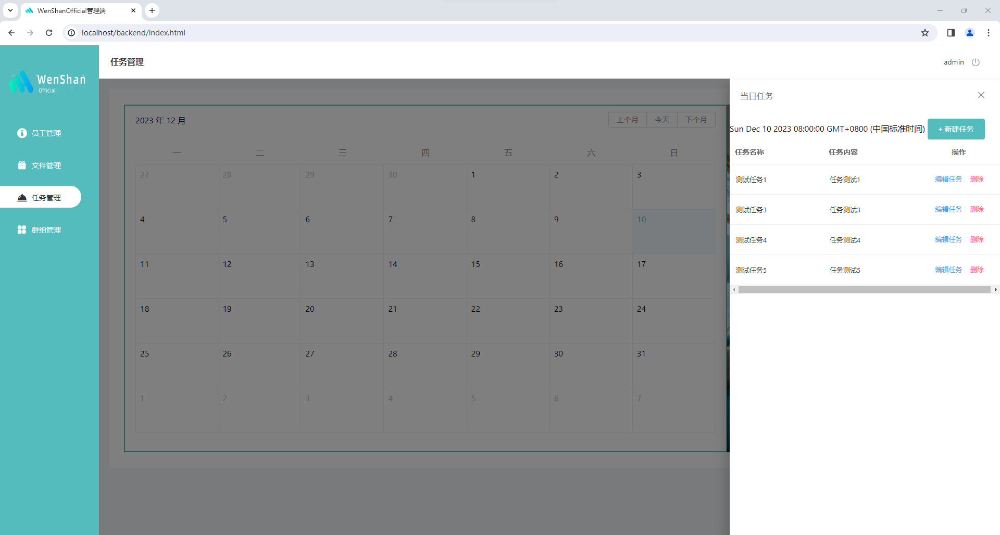 WenShanOfficial管理端
localhost/backend/index.html
WenShan
Official
员工管理
文件管理
任务管理
群组管理
任务管理
admin
2023 年 12 月
上个月 今天 下个月
一 二 三 四 五 六 日
27 28 29 30 1 2 3
4 5 6 7 8 9 10
11 12 13 14 15 16 17
18 19 20 21 22 23 24
25 26 27 28 29 30 31
1 2 3 4 5 6 7
当日任务
Sun Dec 10 2023 08:00:00 GMT+0800 (中国标准时间) + 新建任务
任务名称 任务内容 操作
测试任务1 任务测试1 编辑任务 删除
测试任务3 任务测试3 编辑任务 删除
测试任务4 任务测试4 编辑任务 删除
测试任务5 任务测试5 编辑任务 删除